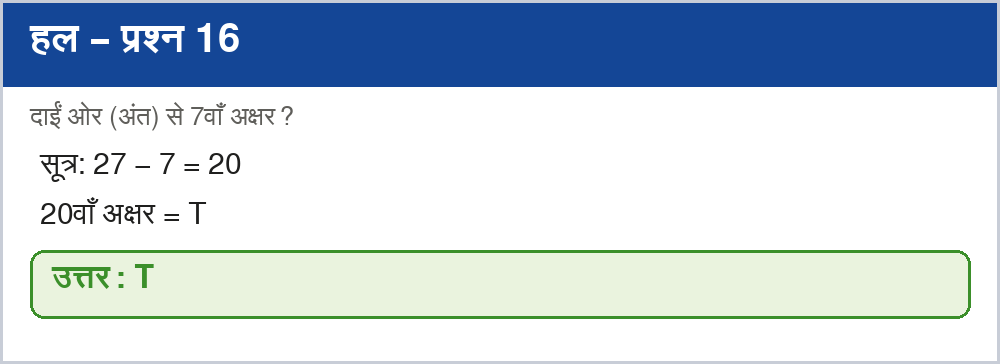 हल – प्रश्न 16
दाईं ओर (अंत) से 7वाँ अक्षर ?
सूत्र: 27 – 7 = 20
20वाँ अक्षर = T
उत्तर : T